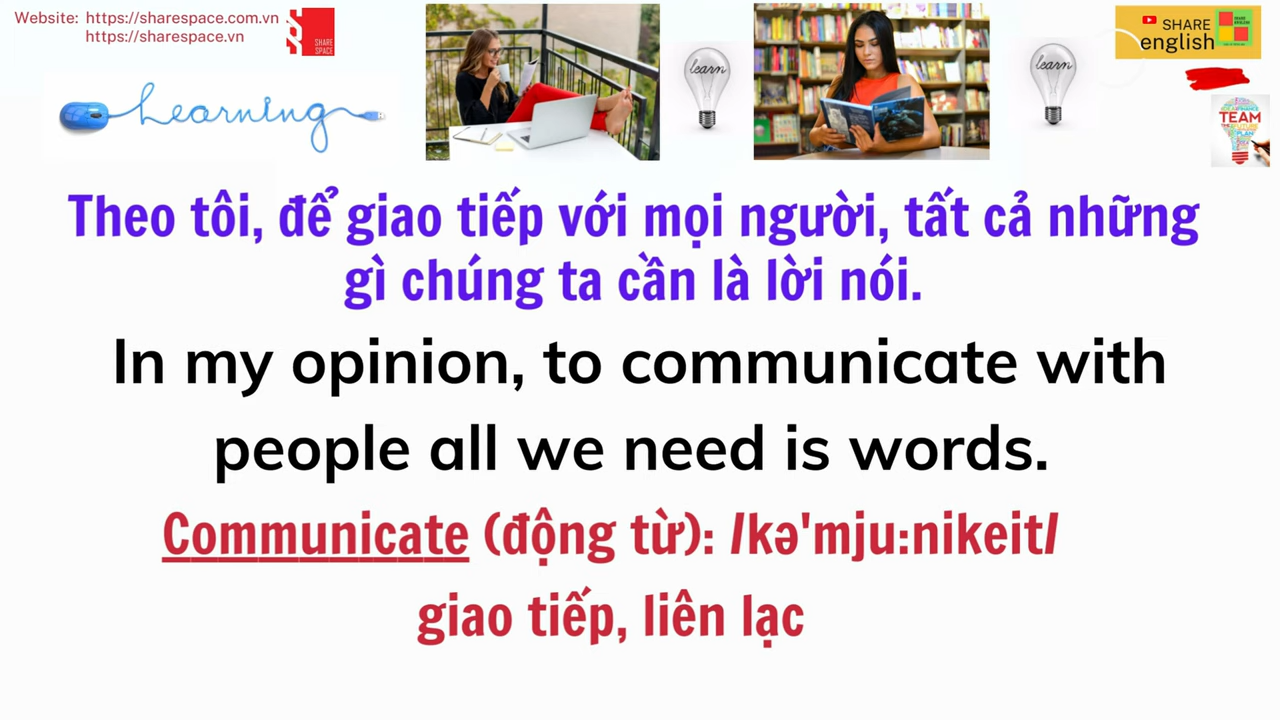 Website: https://sharespace.com.vn
https://sharespace.vn
SHARE
SPACE
Learning
learn
learn
SHARE
english
TEAM
PLAN
Theo tôi, để giao tiếp với mọi người, tất cả những
gì chúng ta cần là lời nói.
In my opinion, to communicate with
people all we need is words.
Communicate (động từ): /kə'mju:nikeit/
giao tiếp, liên lạc